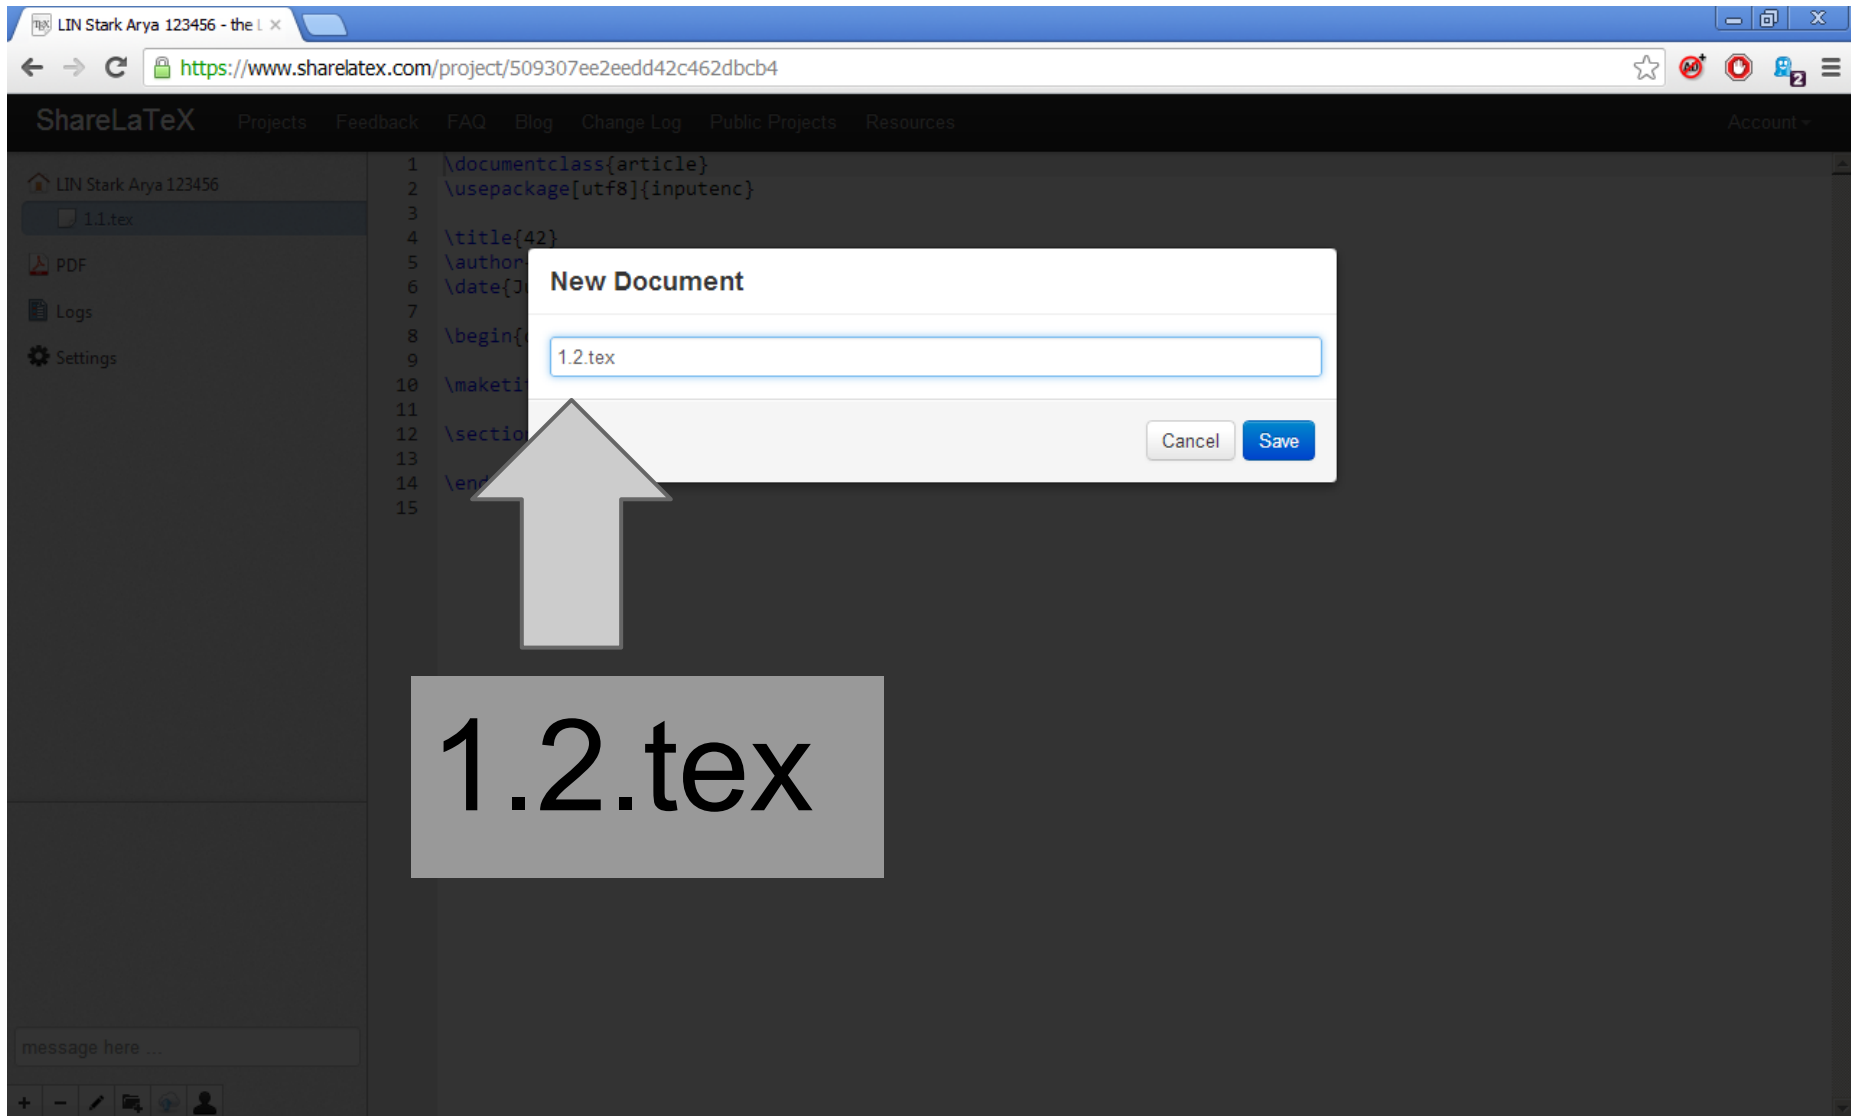 LIN Stark Arya 123456 - the L
https://www.sharelatex.com/project/509307ee2eedd42c462dbcb4
2
ShareLaTeX Projects Feedback FAQ Blog Change Log Public Projects Resources Account
LIN Stark Arya 123456
1.1.tex
PDF
Logs
Settings
1 \documentclass{article}
2 \usepackage[utf8]{inputenc}
3
4 \title{42}
5 \author
6 \date{J
7
8 \begin{
9
10 \maketi
11
12 \section
13
14 \end
15
New Document
1.2.tex
Cancel Save
1.2.tex
message here ...